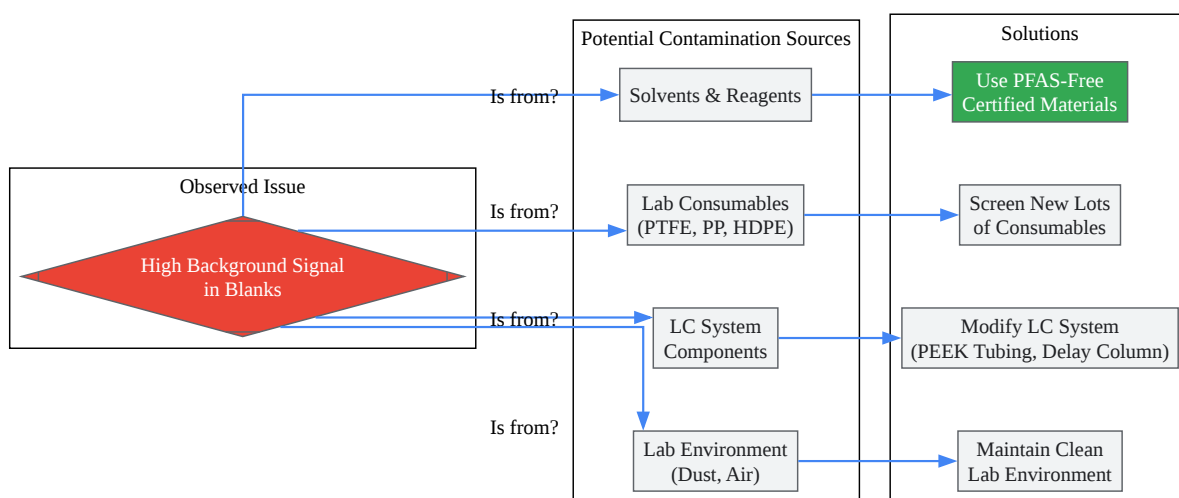 Potential Contamination Sources
Solutions
Is from?
Solvents & Reagents
Use PFAS-Free
Certified Materials
Observed Issue
High Background Signal
in Blanks
Is from?
Lab Consumables
(PTFE, PP, HDPE)
Screen New Lots
of Consumables
Is from?
LC System
Components
Modify LC System
(PEEK Tubing, Delay Column)
Is from?
Lab Environment
(Dust, Air)
Maintain Clean
Lab Environment